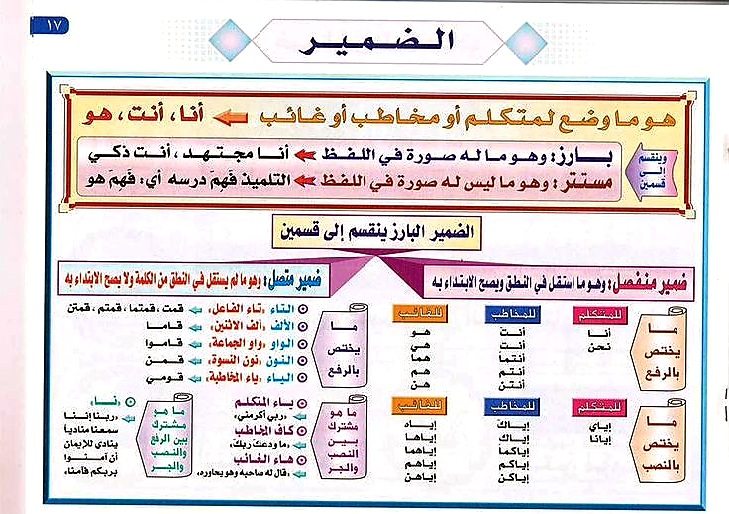 ١٧
الضمير
هو ما وضع لمتكلم أو مخاطب أو غائب ← أنا، أنت، هو
وينقسم
إلى
قسمين
بارز: وهو ما له صورة في اللفظ ← أنا مجتهد، أنت ذكي
مستتر: وهو ما ليس له صورة في اللفظ ← التلميذ فَهِمَ درسه أي: فَهِمَ هو
الضمير البارز ينقسم إلى قسمين
ضمير منفصل: وهو ما استقل في النطق ويصح الابتداء به
ما
يختص
بالرفع
للمتكلم
أنا
نحن
للمخاطب
أنتَ
أنتِ
أنتما
أنتم
أنتن
للغائب
هو
هي
هما
هم
هن
ما
يختص
بالنصب
للمتكلم
إياي
إيانا
للمخاطب
إياكَ
إياكِ
إياكما
إياكم
إياكن
للغائب
إياه
إياها
إياهما
إياهم
إياهن
ضمير متصل: وهو ما لم يستقل في النطق عن الكلمة ولا يصح الابتداء به
ما
يختص
بالرفع
التاء «تاء الفاعل» ← قمت، قمتما، قمتم، قمتن
الألف «ألف الاثنين» ← قاما
الواو «واو الجماعة» ← قاموا
النون «نون النسوة» ← قمن
الياء «ياء المخاطبة» ← قومي
ما هو
مشترك
بين
النصب
والجر
ياء المتكلم
«ربي أكرمني»
كاف المخاطب
«ما ودعك ربك»
هاء الغائب
«قال له صاحبه وهو يحاوره»
ما هو
مشترك
بين الرفع
والنصب
والجر
«نـا»
«ربنا إننا
سمعنا منادياً
ينادي للإيمان
أن آمنوا
بربكم فآمنا»